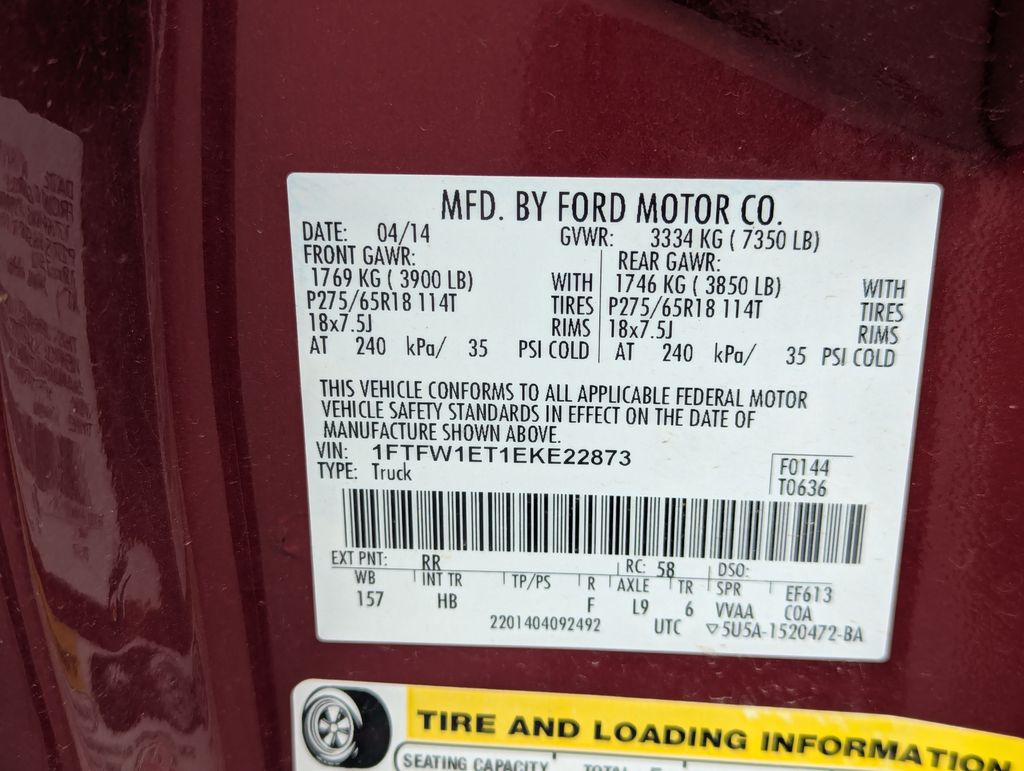 MFD. BY FORD MOTOR CO.
DATE: 04/14 GVWR: 3334 KG ( 7350 LB)
FRONT GAWR: REAR GAWR:
1769 KG ( 3900 LB) WITH 1746 KG ( 3850 LB) WITH
P275/65R18 114T TIRES P275/65R18 114T TIRES
18x7.5J RIMS 18x7.5J RIMS
AT 240 kPa/ 35 PSI COLD AT 240 kPa/ 35 PSI COLD
THIS VEHICLE CONFORMS TO ALL APPLICABLE FEDERAL MOTOR
VEHICLE SAFETY STANDARDS IN EFFECT ON THE DATE OF
MANUFACTURE SHOWN ABOVE.
VIN: 1FTFW1ET1EKE22873
TYPE: Truck
F0144
T0636
EXT PNT: RR RC: 58 DSO:
WB INT TR TP/PS R AXLE TR SPR EF613
157 HB F L9 6 VVAA COA
2201404092492 UTC ▽5U5A-1520472-BA
TIRE AND LOADING INFORMATION
SEATING CAPACITY TOTAL